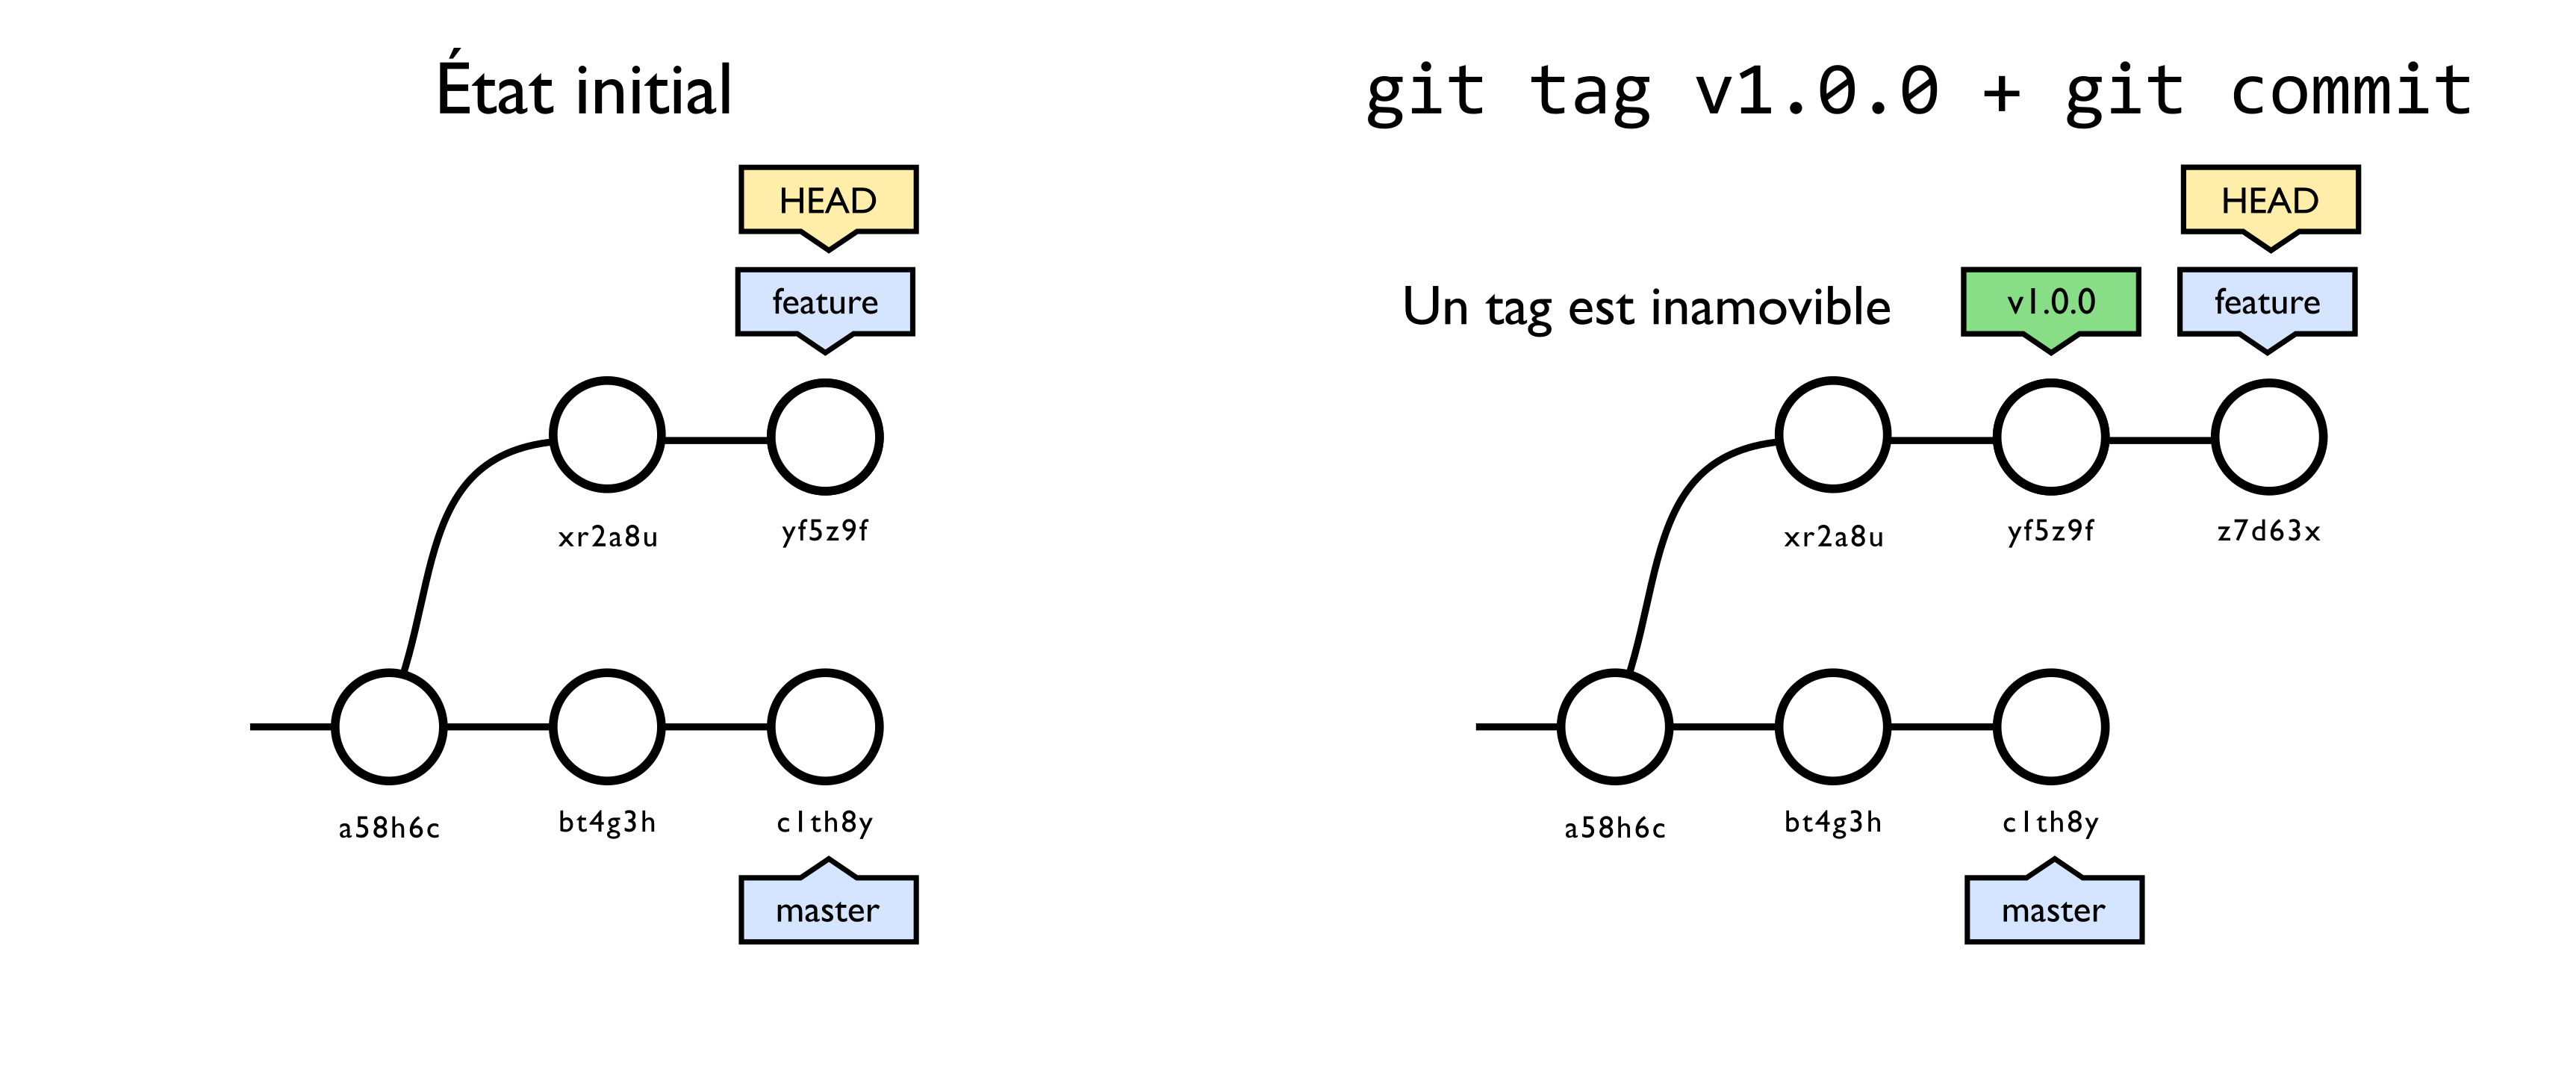 État initial
HEAD
feature
xr2a8u
yf5z9f
a58h6c
bt4g3h
c1th8y
master
git tag v1.0.0 + git commit
HEAD
Un tag est inamovible
v1.0.0
feature
xr2a8u
yf5z9f
z7d63x
a58h6c
bt4g3h
c1th8y
master